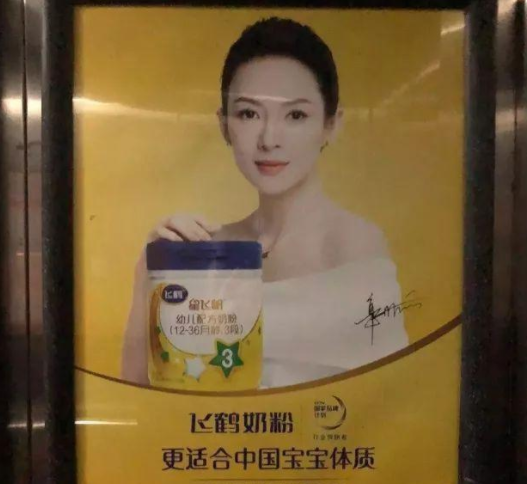 飞鹤
星飞帆
幼儿配方奶粉
(12-36月龄,3段)
3
飞鹤奶粉
更适合中国宝宝体质